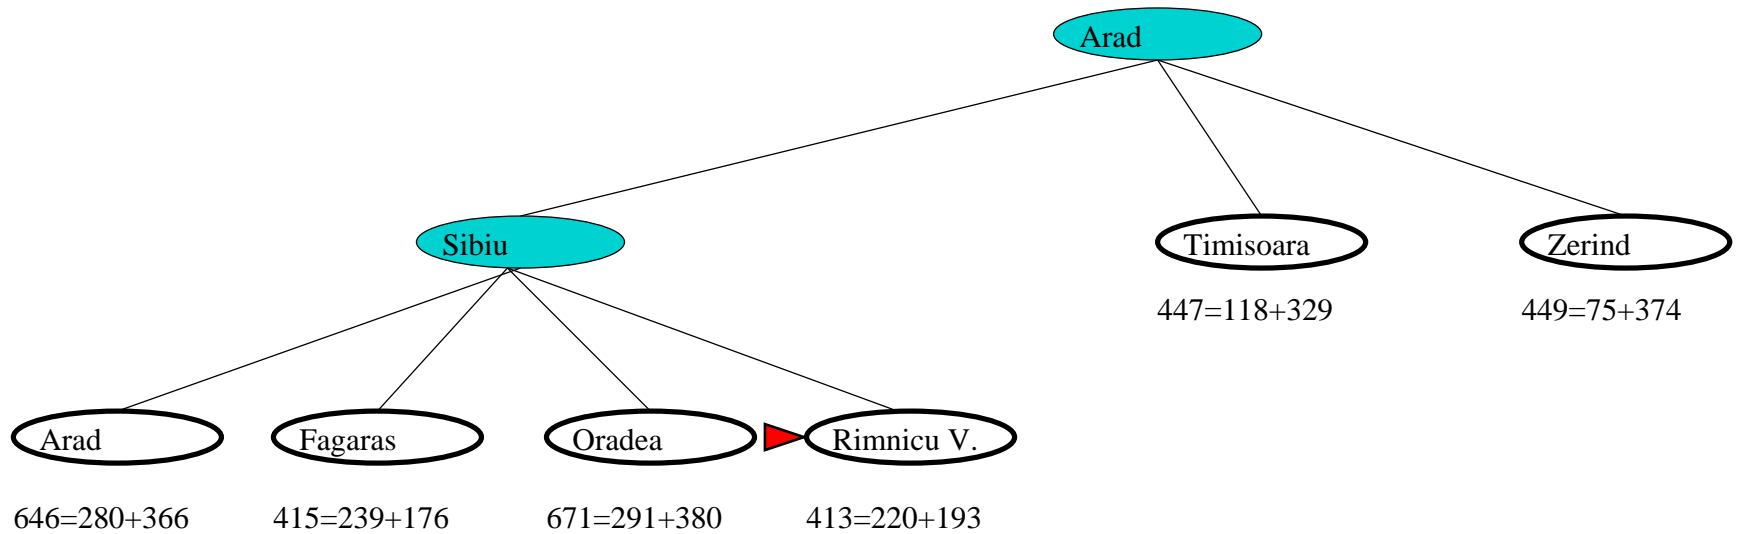 Arad
Sibiu
Timisoara
Zerind
447=118+329
449=75+374
Arad
Fagaras
Oradea
Rimnicu V.
646=280+366
415=239+176
671=291+380
413=220+193